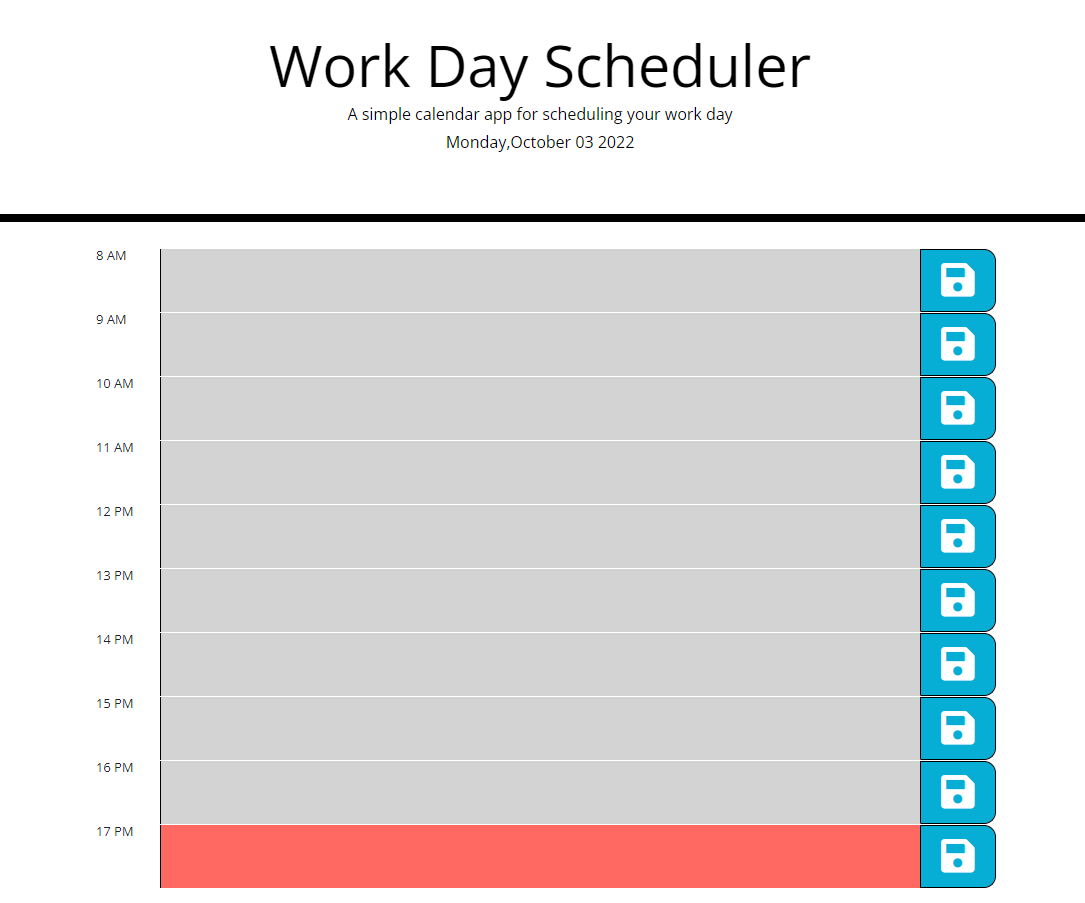 Work Day Scheduler
A simple calendar app for scheduling your work day
Monday,October 03 2022
8 AM
9 AM
10 AM
11 AM
12 PM
13 PM
14 PM
15 PM
16 PM
17 PM